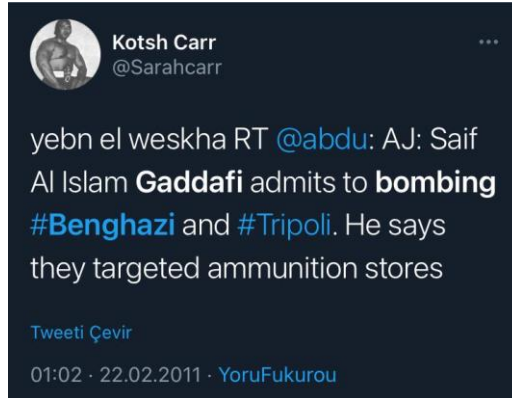 Kotsh Carr
@Sarahcarr
yebn el weskha RT @abdu: AJ: Saif
Al Islam Gaddafi admits to bombing
#Benghazi and #Tripoli. He says
they targeted ammunition stores
Tweeti Çevir
01:02 · 22.02.2011 · YoruFukurou